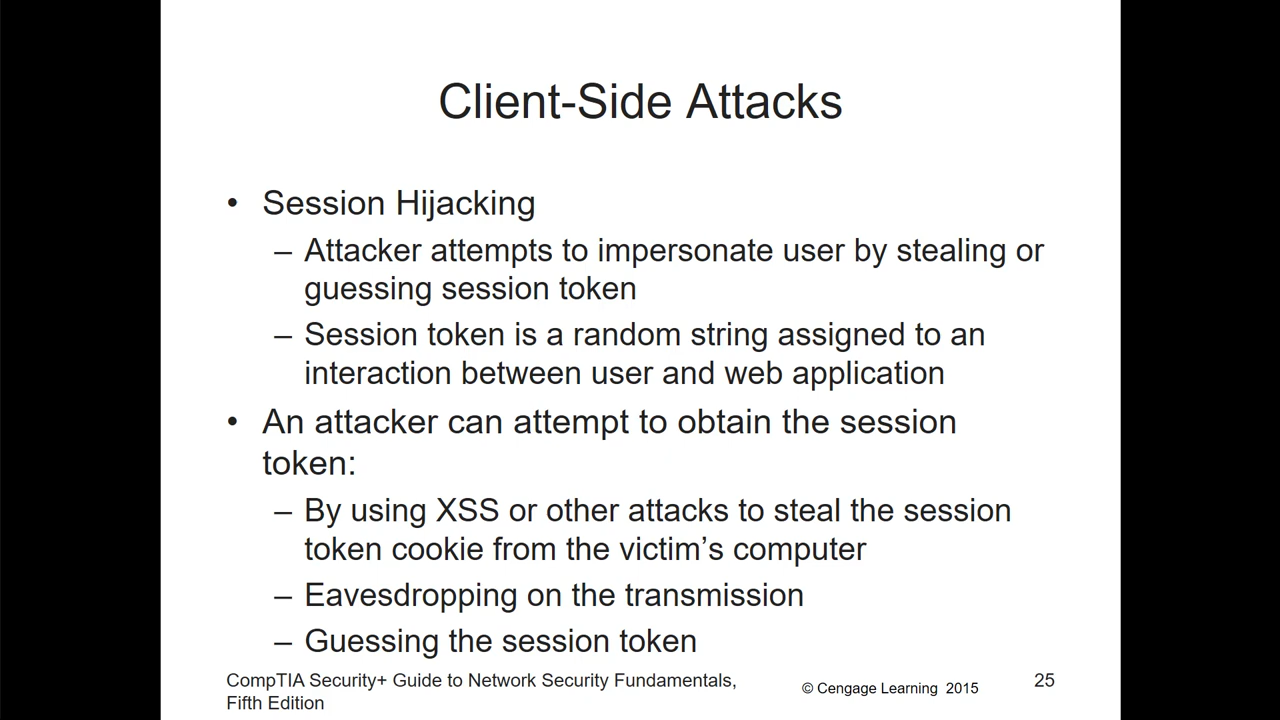 Client-Side Attacks
• Session Hijacking
– Attacker attempts to impersonate user by stealing or
guessing session token
– Session token is a random string assigned to an
interaction between user and web application
• An attacker can attempt to obtain the session
token:
– By using XSS or other attacks to steal the session
token cookie from the victim’s computer
– Eavesdropping on the transmission
– Guessing the session token
CompTIA Security+ Guide to Network Security Fundamentals,
Fifth Edition
© Cengage Learning 2015
25